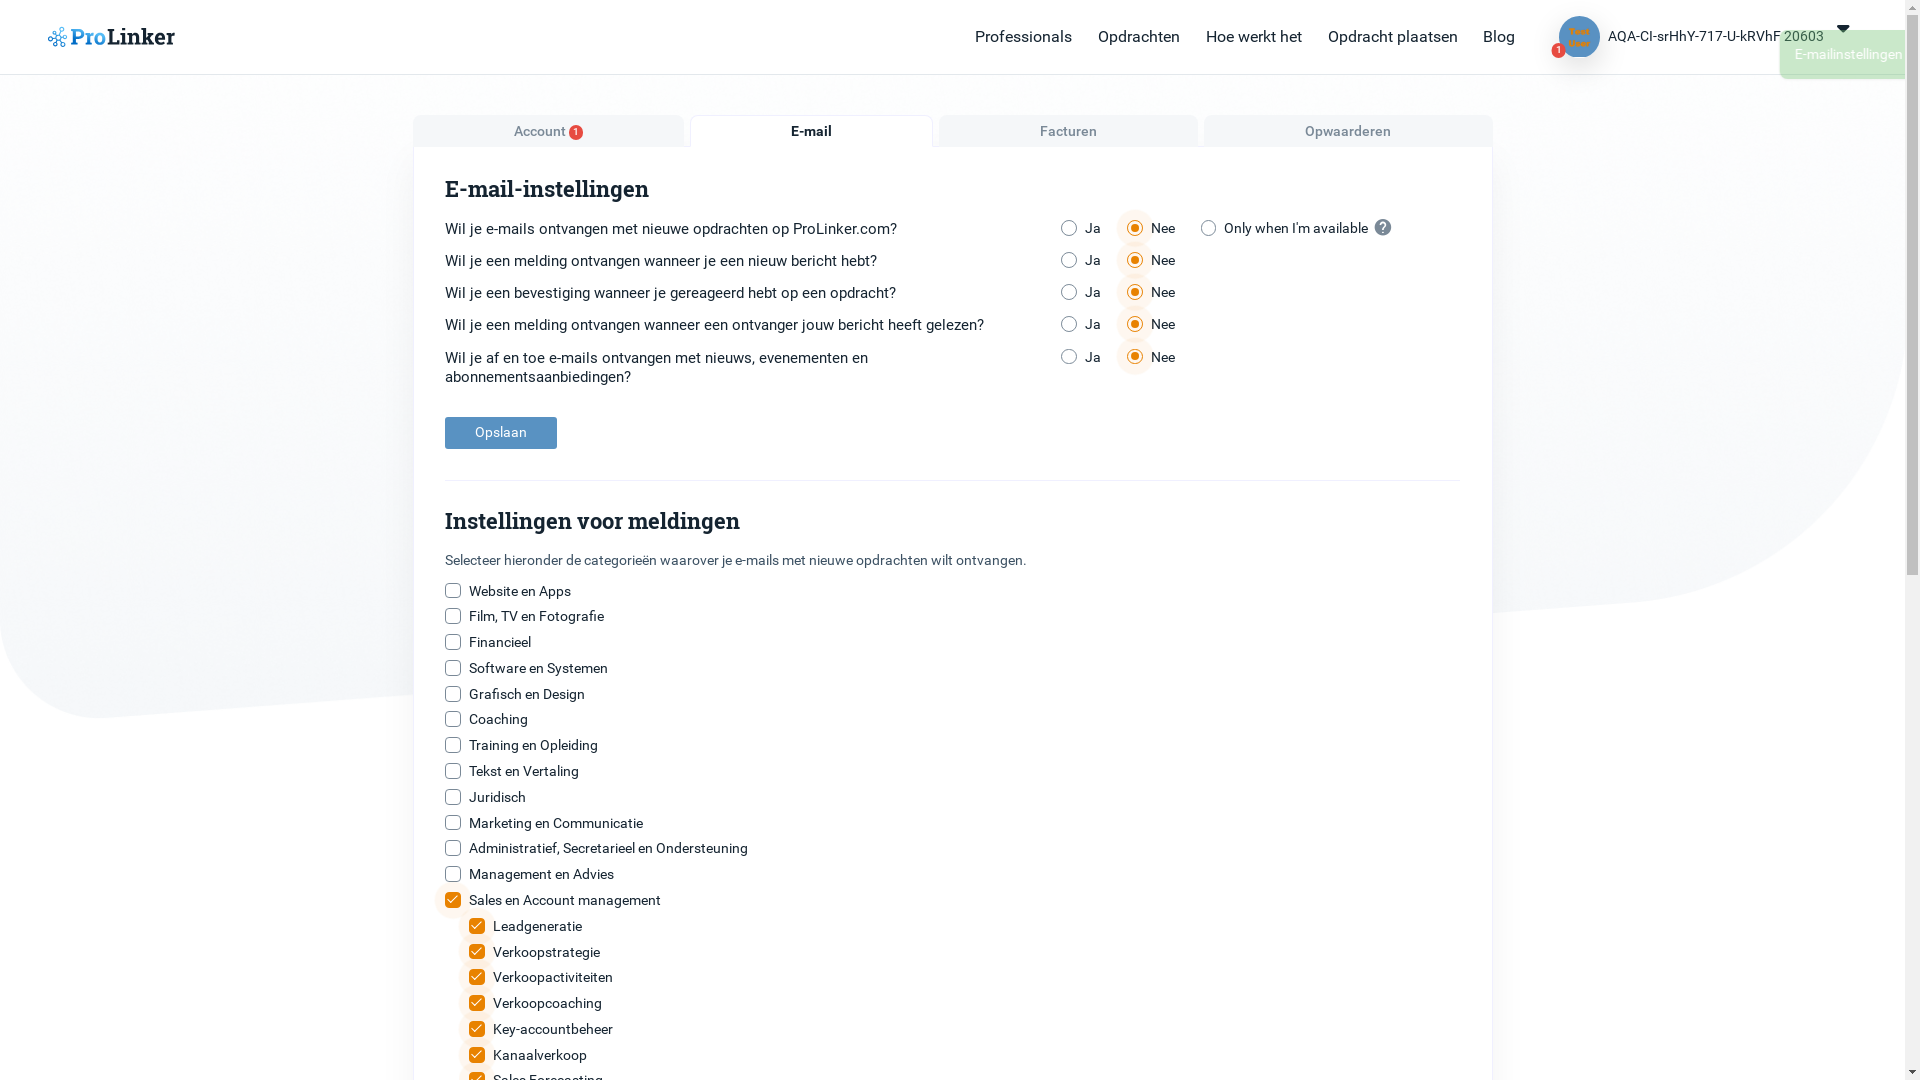 ProLinker
Professionals
Opdrachten
Hoe werkt het
Opdracht plaatsen
Blog
Test
User
1
AQA-CI-srHhY-717-U-kRVhF 20603
E-mailinstellingen
Account 1
E-mail
Facturen
Opwaarderen
E-mail-instellingen
Wil je e-mails ontvangen met nieuwe opdrachten op ProLinker.com? Ja Nee Only when I'm available ?
Wil je een melding ontvangen wanneer je een nieuw bericht hebt? Ja Nee
Wil je een bevestiging wanneer je gereageerd hebt op een opdracht? Ja Nee
Wil je een melding ontvangen wanneer een ontvanger jouw bericht heeft gelezen? Ja Nee
Wil je af en toe e-mails ontvangen met nieuws, evenementen en Ja Nee
abonnementsaanbiedingen?
Opslaan
Instellingen voor meldingen
Selecteer hieronder de categorieën waarover je e-mails met nieuwe opdrachten wilt ontvangen.
Website en Apps
Film, TV en Fotografie
Financieel
Software en Systemen
Grafisch en Design
Coaching
Training en Opleiding
Tekst en Vertaling
Juridisch
Marketing en Communicatie
Administratief, Secretarieel en Ondersteuning
Management en Advies
Sales en Account management
Leadgeneratie
Verkoopstrategie
Verkoopactiviteiten
Verkoopcoaching
Key-accountbeheer
Kanaalverkoop
Sales Forecasting